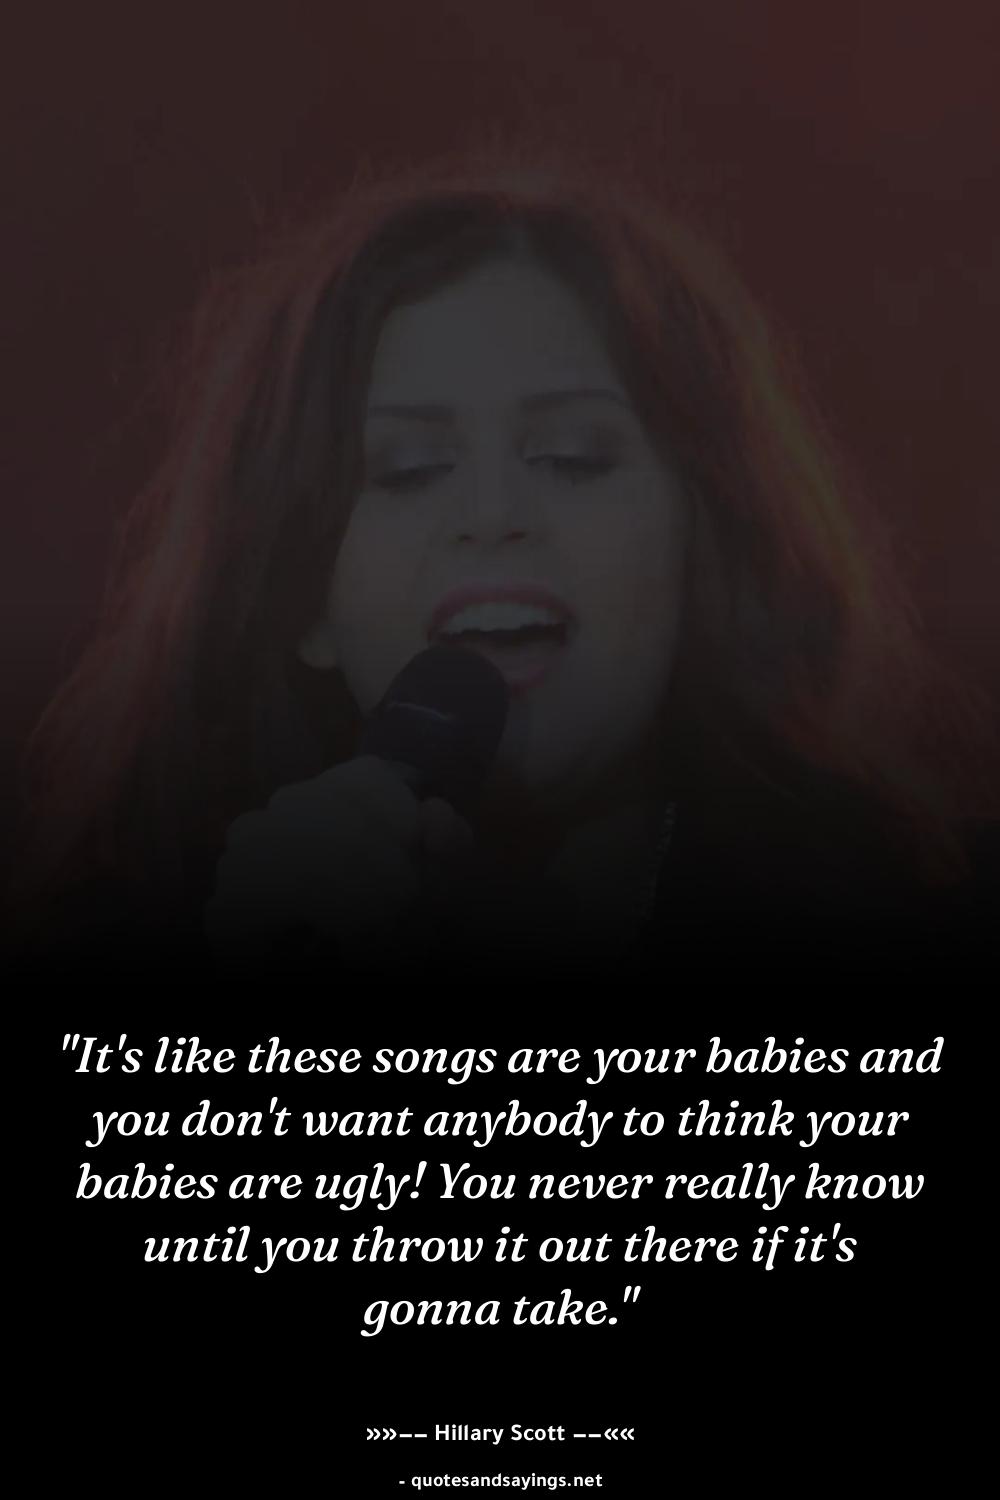 "It's like these songs are your babies and
you don't want anybody to think your
babies are ugly! You never really know
until you throw it out there if it's
gonna take."
»»–– Hillary Scott ––««
- quotesandsayings.net